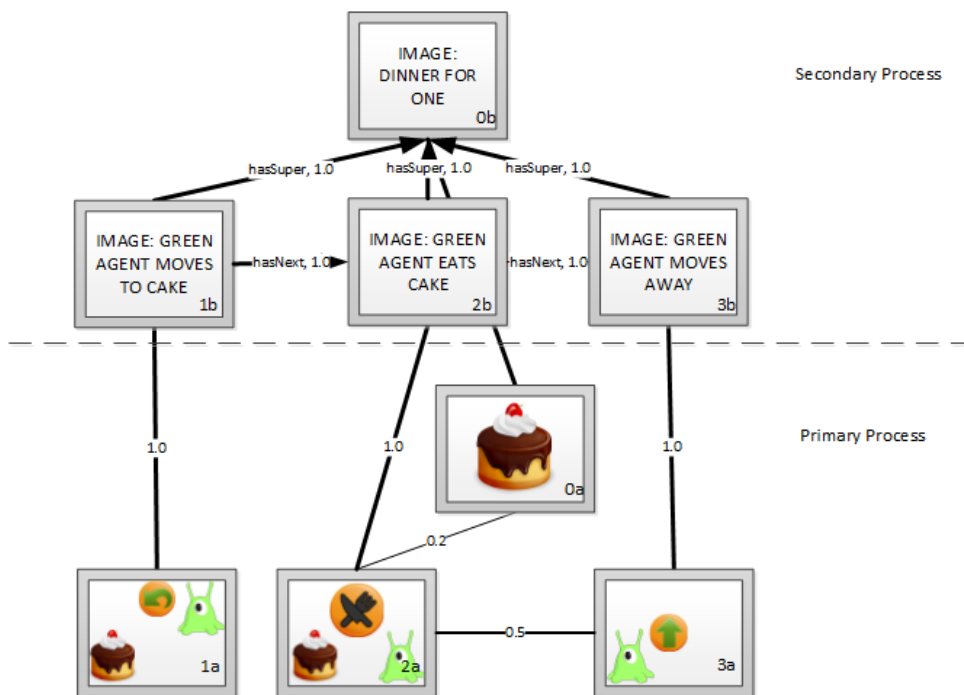 IMAGE:
DINNER FOR
ONE
0b
Secondary Process
hasSuper, 1.0
hasSuper, 1.0
hasSuper, 1.0
IMAGE: GREEN
AGENT MOVES
TO CAKE
1b
hasNext, 1.0
IMAGE: GREEN
AGENT EATS
CAKE
2b
hasNext, 1.0
IMAGE: GREEN
AGENT MOVES
AWAY
3b
Primary Process
1.0
1.0
1.0
0a
0.2
1a
2a
0.5
3a